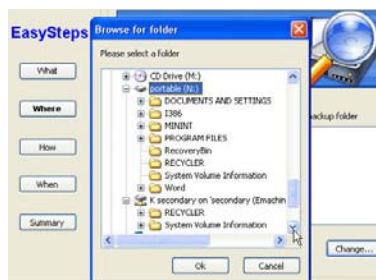 EasySteps
What
Where
How
When
Summary
Browse for folder
Please select a folder
CD Drive (M:)
portable (N:)
DOCUMENTS AND SETTINGS
I386
MININT
PROGRAM FILES
RecoveryBin
RECYCLER
System Volume Information
Word
K secondary on 'secondary (Emachin
RECYCLER
System Volume Information
Ok
Cancel
ackup folder
Change...